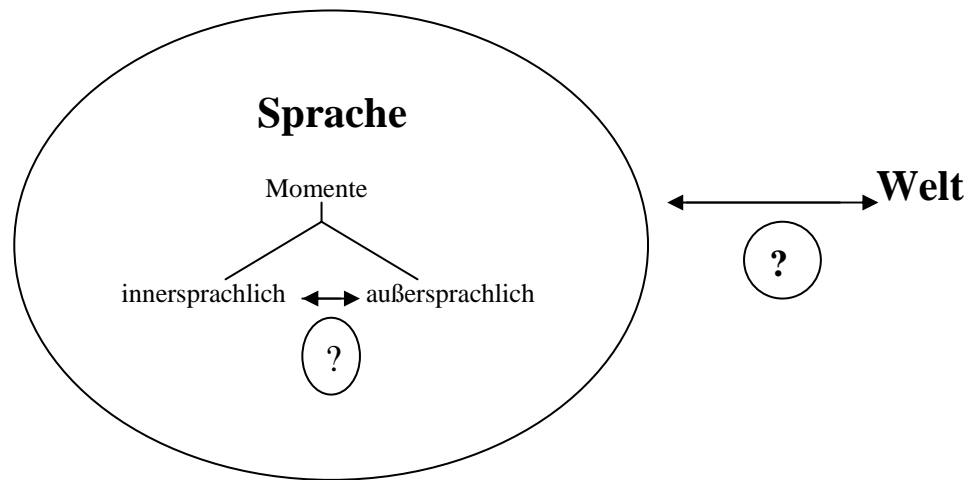 Sprache
Momente
Welt
?
innersprachlich außersprachlich
?